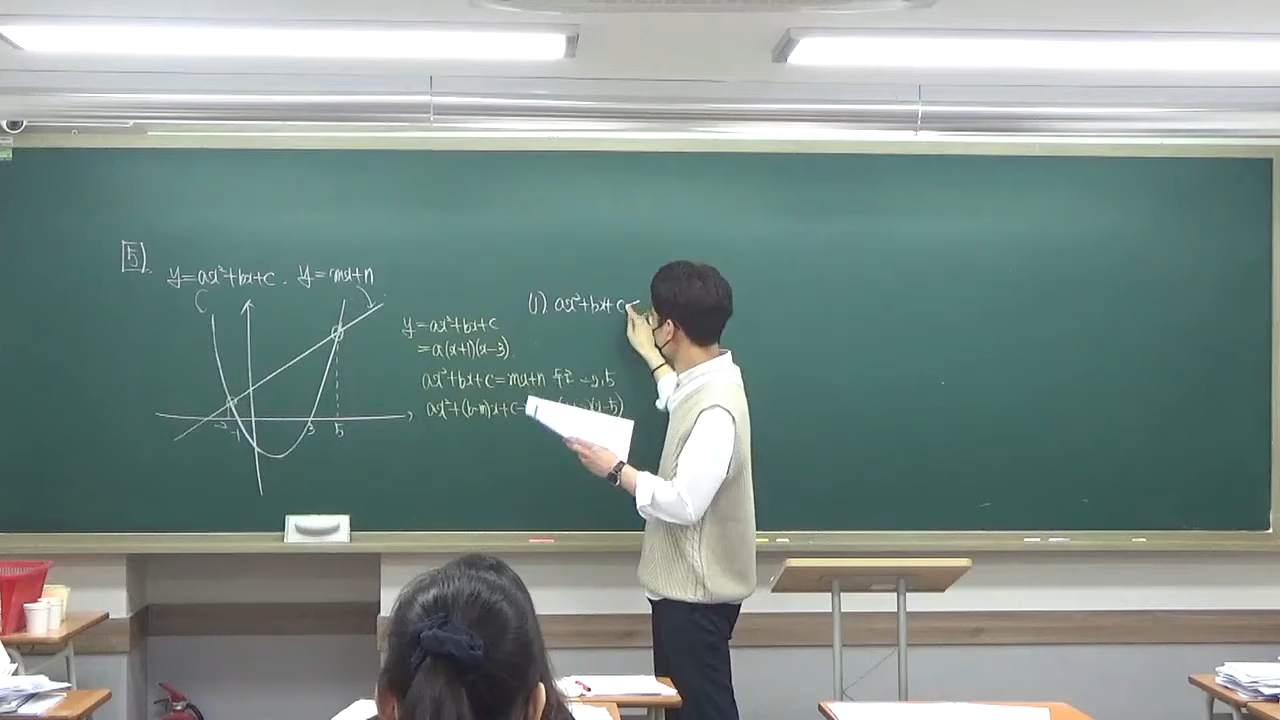 5)
y=ax²+bx+c. y=mx+n
y=ax²+bx+c
=a(x+1)(x-3)
ax²+bx+c=mx+n 두근 -2,5
ax²+(b-m)x+c- (x-5)
-2 -1 3 5
(1) ax²+bx+c